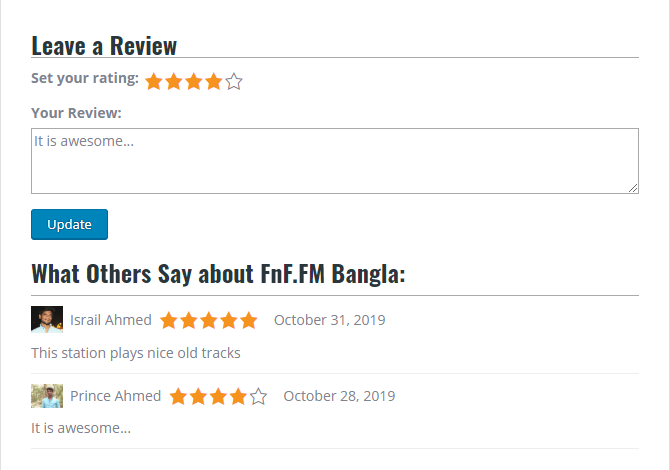 Leave a Review
Set your rating:
Your Review:
It is awesome...
Update
What Others Say about FnF.FM Bangla:
Israil Ahmed October 31, 2019
This station plays nice old tracks
Prince Ahmed October 28, 2019
It is awesome...